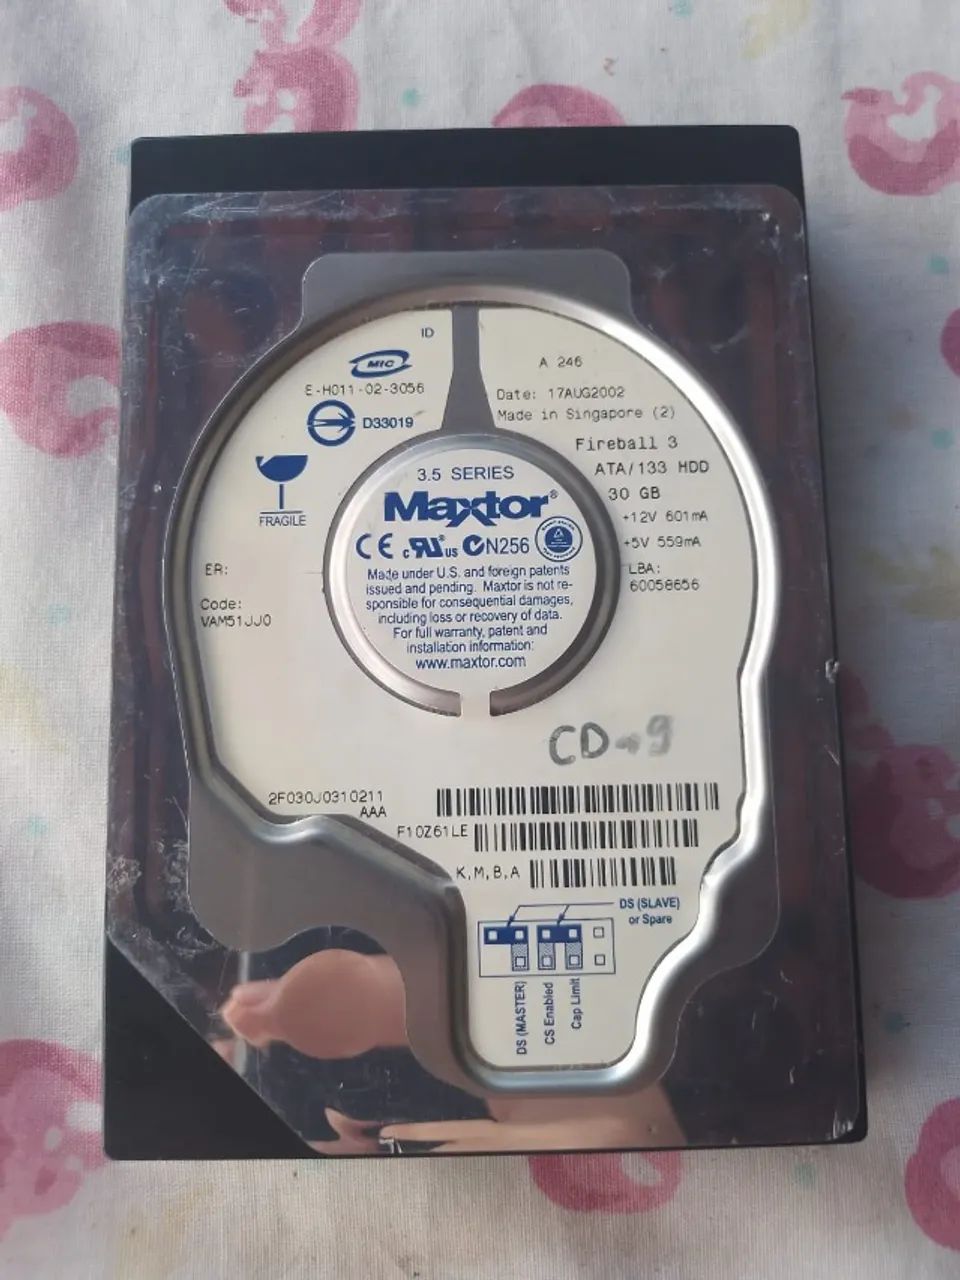 ID
MIC
E-H011-02-3056
D33019
FRAGILE
ER:
Code:
VAM51JJ0
A 246
Date: 17AUG2002
Made in Singapore (2)
Fireball 3
ATA/133 HDD
30 GB
+12V 601mA
+5V 559mA
LBA:
60058656
3.5 SERIES
Maxtor®
CE c RU® us N256
Made under U.S. and foreign patents
issued and pending. Maxtor is not re-
sponsible for consequential damages,
including loss or recovery of data.
For full warranty, patent and
installation information:
www.maxtor.com
CD-19
2F030J0310211
AAA
F10Z61LE
K,M,B,A
DS (SLAVE)
or Spare
DS (MASTER)
CS Enabled
Cap Limit